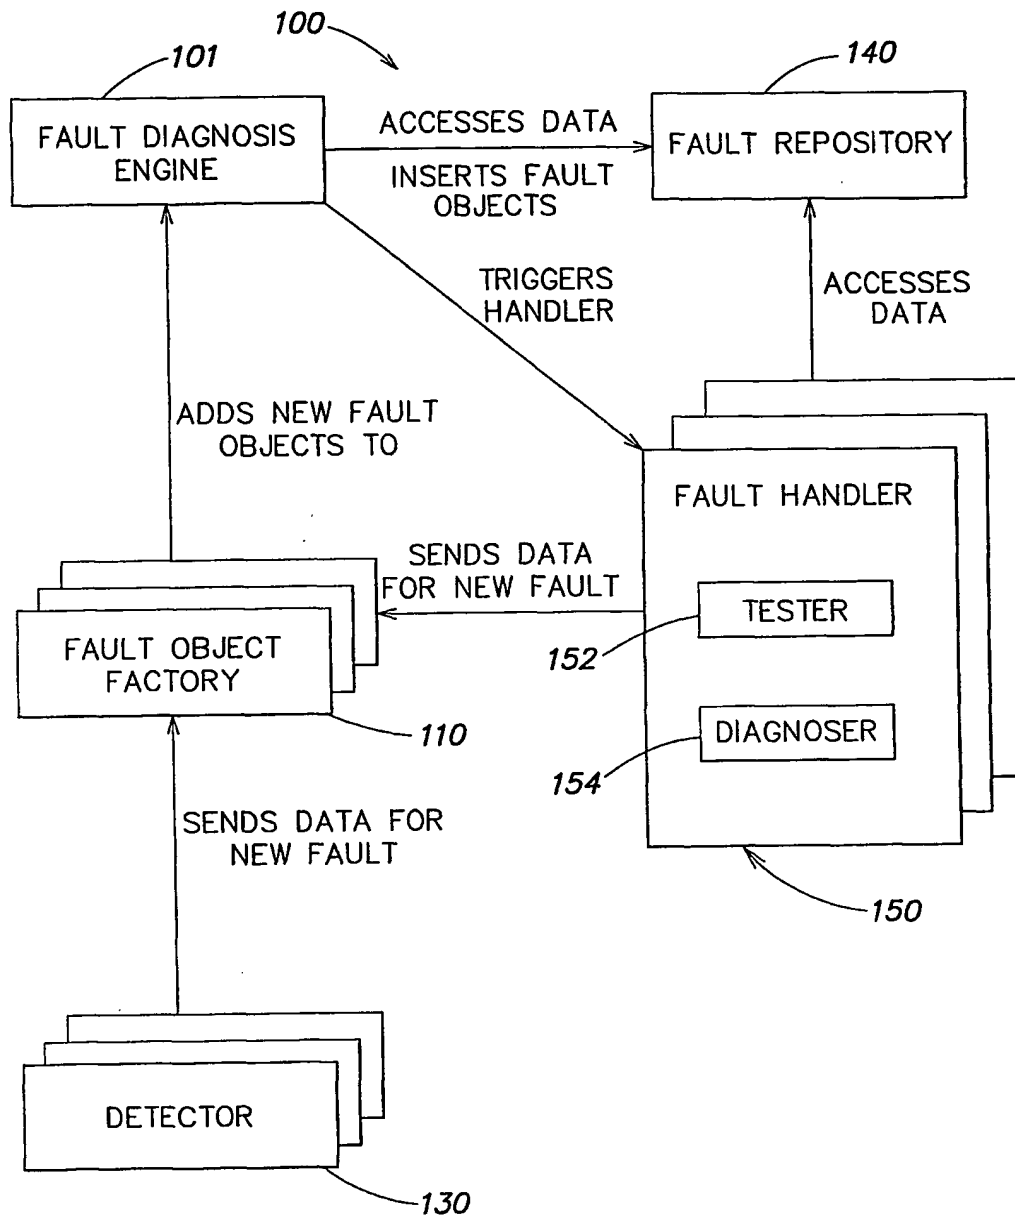 100
101
140
FAULT DIAGNOSIS
ENGINE
ACCESSES DATA
INSERTS FAULT
OBJECTS
FAULT REPOSITORY
TRIGGERS
HANDLER
ACCESSES
DATA
ADDS NEW FAULT
OBJECTS TO
FAULT HANDLER
SENDS DATA
FOR NEW FAULT
TESTER
152
FAULT OBJECT
FACTORY
110
DIAGNOSER
154
SENDS DATA FOR
NEW FAULT
150
DETECTOR
130